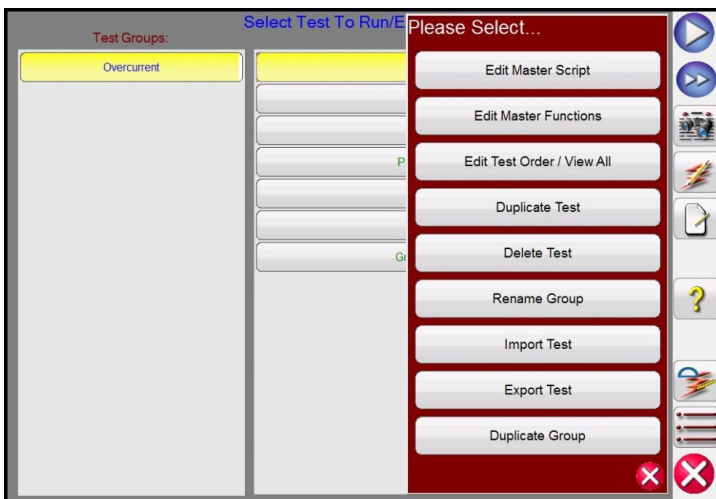 Select Test To Run/E
Test Groups:
Overcurrent
P
Gr
Please Select...
Edit Master Script
Edit Master Functions
Edit Test Order / View All
Duplicate Test
Delete Test
Rename Group
Import Test
Export Test
Duplicate Group